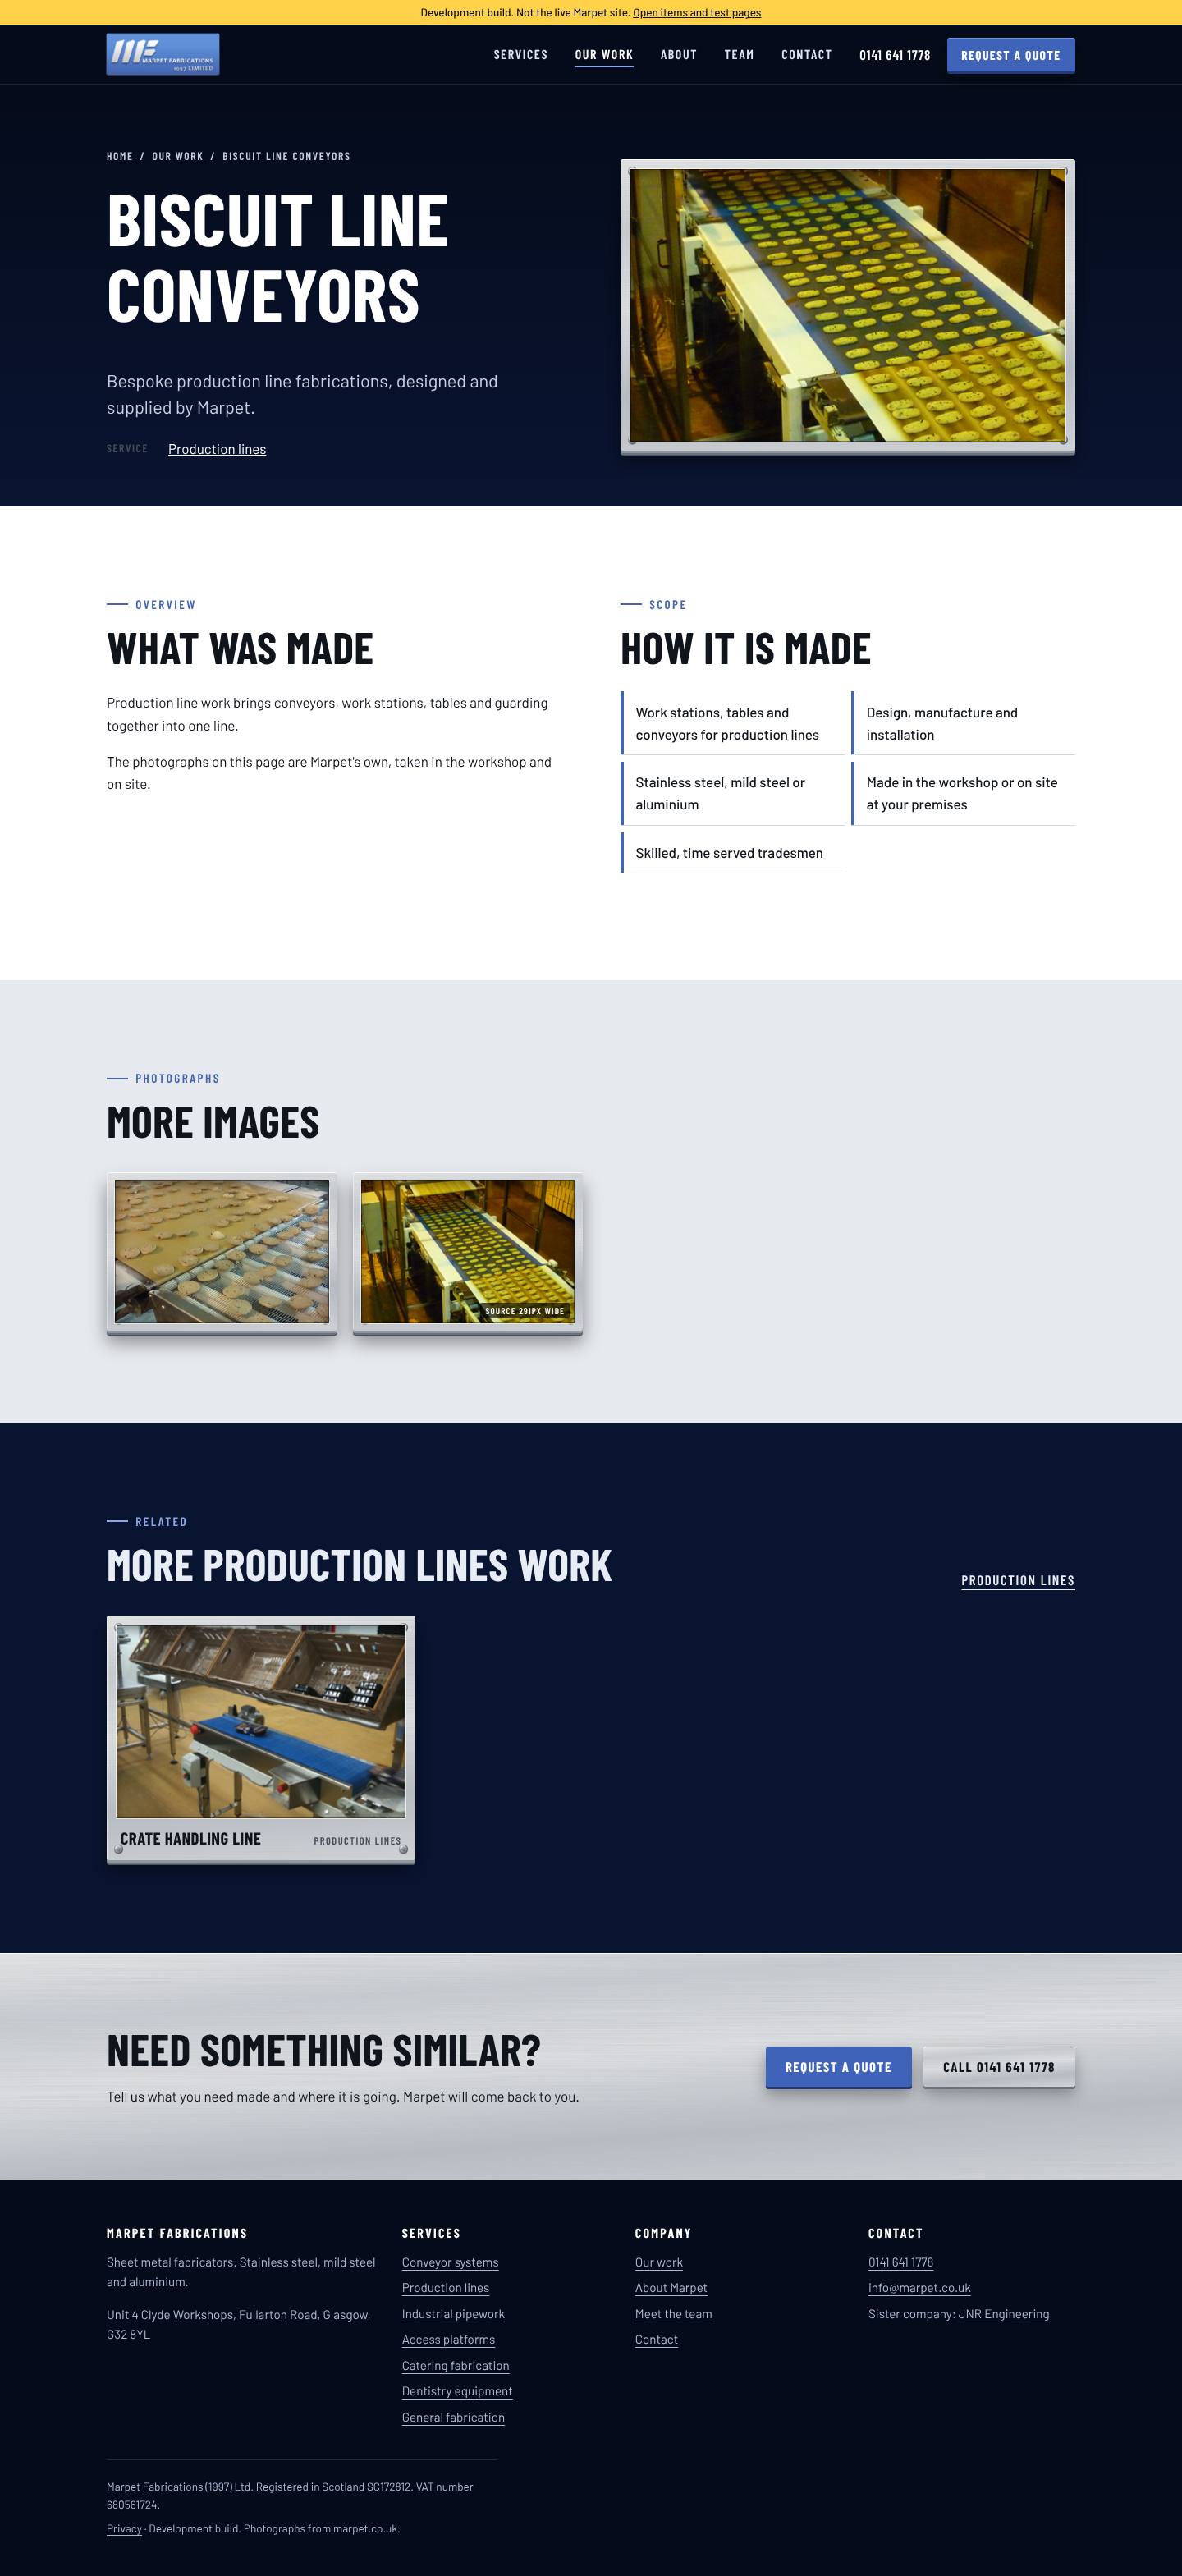 Development build. Not the live Marpet site. Open items and test pages
MF MARPET FABRICATIONS
1997 LIMITED
SERVICES OUR WORK ABOUT TEAM CONTACT 0141 641 1778 REQUEST A QUOTE
HOME / OUR WORK / BISCUIT LINE CONVEYORS
BISCUIT LINE
CONVEYORS
Bespoke production line fabrications, designed and
supplied by Marpet.
SERVICE Production lines
OVERVIEW
WHAT WAS MADE
Production line work brings conveyors, work stations, tables and guarding
together into one line.
The photographs on this page are Marpet's own, taken in the workshop and
on site.
SCOPE
HOW IT IS MADE
Work stations, tables and
conveyors for production lines
Design, manufacture and
installation
Stainless steel, mild steel or
aluminium
Made in the workshop or on site
at your premises
Skilled, time served tradesmen
PHOTOGRAPHS
MORE IMAGES
SOURCE 291PX WIDE
RELATED
MORE PRODUCTION LINES WORK
PRODUCTION LINES
CRATE HANDLING LINE PRODUCTION LINES
NEED SOMETHING SIMILAR?
Tell us what you need made and where it is going. Marpet will come back to you.
REQUEST A QUOTE CALL 0141 641 1778
MARPET FABRICATIONS
Sheet metal fabricators. Stainless steel, mild steel
and aluminium.
Unit 4 Clyde Workshops, Fullarton Road, Glasgow,
G32 8YL
SERVICES
Conveyor systems
Production lines
Industrial pipework
Access platforms
Catering fabrication
Dentistry equipment
General fabrication
COMPANY
Our work
About Marpet
Meet the team
Contact
CONTACT
0141 641 1778
info@marpet.co.uk
Sister company: JNR Engineering
Marpet Fabrications (1997) Ltd. Registered in Scotland SC172812. VAT number
680561724.
Privacy · Development build. Photographs from marpet.co.uk.